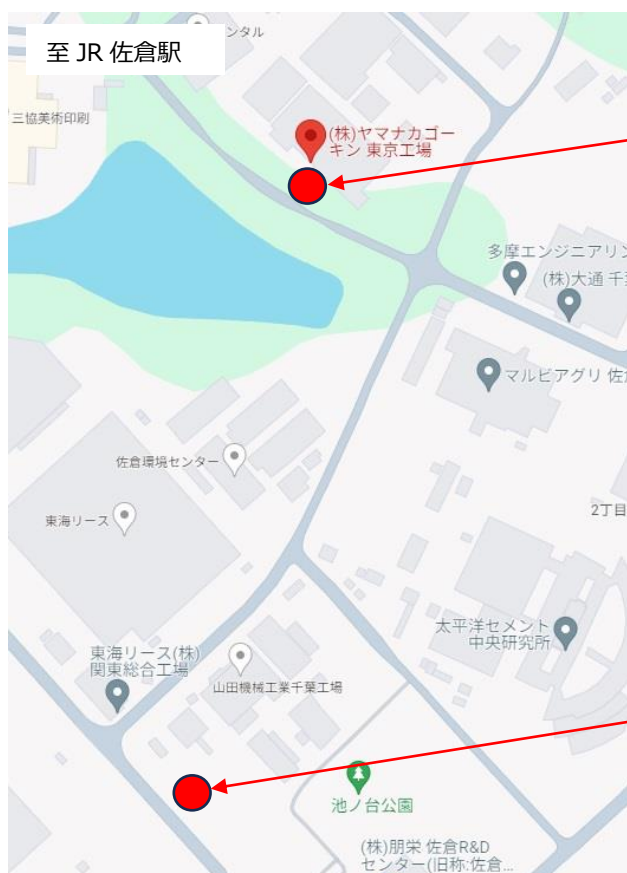 至 JR 佐倉駅
ンタル
三協美術印刷
(株)ヤマナカゴー
キン 東京工場
多摩エンジニアリン
(株)大通 千
マルビアグリ 佐
佐倉環境センター
東海リース
2丁目
太平洋セメント
中央研究所
東海リース(株)
関東総合工場
山田機械工業千葉工場
池ノ台公園
(株)朋栄 佐倉R&D
センター(旧称:佐倉...